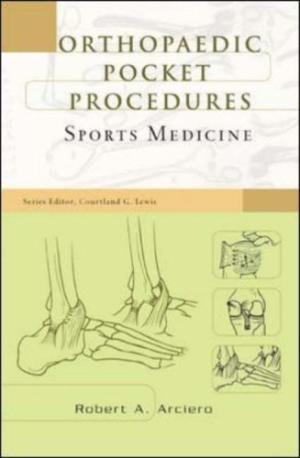 ORTHOPAEDIC
POCKET
PROCEDURES
SPORTS MEDICINE
Series Editor, Courtland G. Lewis
Robert A. Arciero